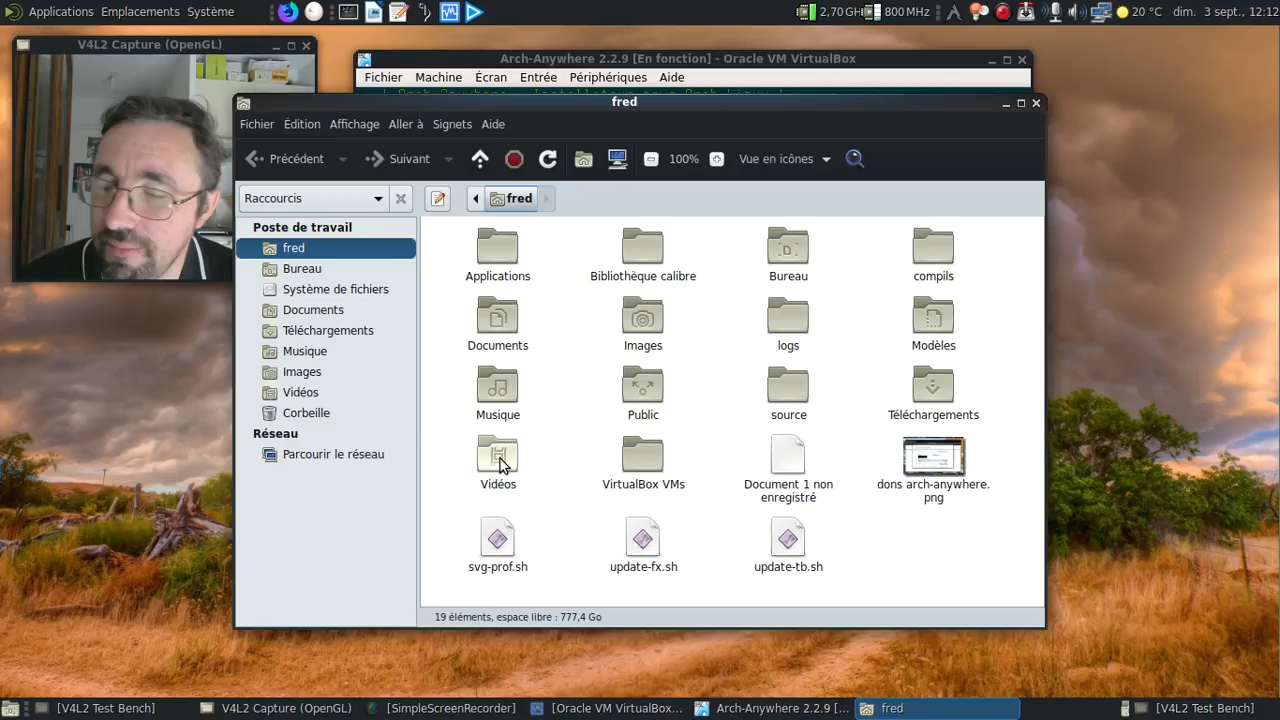 Applications Emplacements Système
2,70 GHz 800 MHz 20 °C dim. 3 sept., 12:12
V4L2 Capture (OpenGL)
Arch-Anywhere 2.2.9 [En fonction] - Oracle VM VirtualBox
Fichier Machine Écran Entrée Périphériques Aide
fred
Fichier Édition Affichage Aller à Signets Aide
Précédent Suivant 100% Vue en icônes
Raccourcis fred
Poste de travail
fred
Bureau
Système de fichiers
Documents
Téléchargements
Musique
Images
Vidéos
Corbeille
Réseau
Parcourir le réseau
Applications Bibliothèque calibre Bureau compils
Documents Images logs Modèles
Musique Public source Téléchargements
Vidéos VirtualBox VMs Document 1 non dons arch-anywhere.
enregistré png
svg-prof.sh update-fx.sh update-tb.sh
19 éléments, espace libre : 777,4 Go
[V4L2 Test Bench] V4L2 Capture (OpenGL) [SimpleScreenRecorder] [Oracle VM VirtualBox... Arch-Anywhere 2.2.9 [... fred [V4L2 Test Bench]